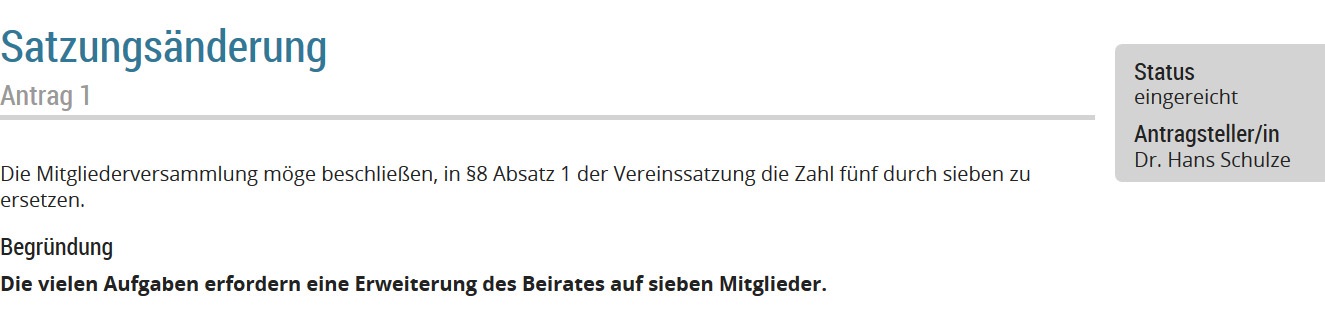 Satzungsänderung
Antrag 1
Die Mitgliederversammlung möge beschließen, in §8 Absatz 1 der Vereinssatzung die Zahl fünf durch sieben zu
ersetzen.
Begründung
Die vielen Aufgaben erfordern eine Erweiterung des Beirates auf sieben Mitglieder.
Status
eingereicht
Antragsteller/in
Dr. Hans Schulze